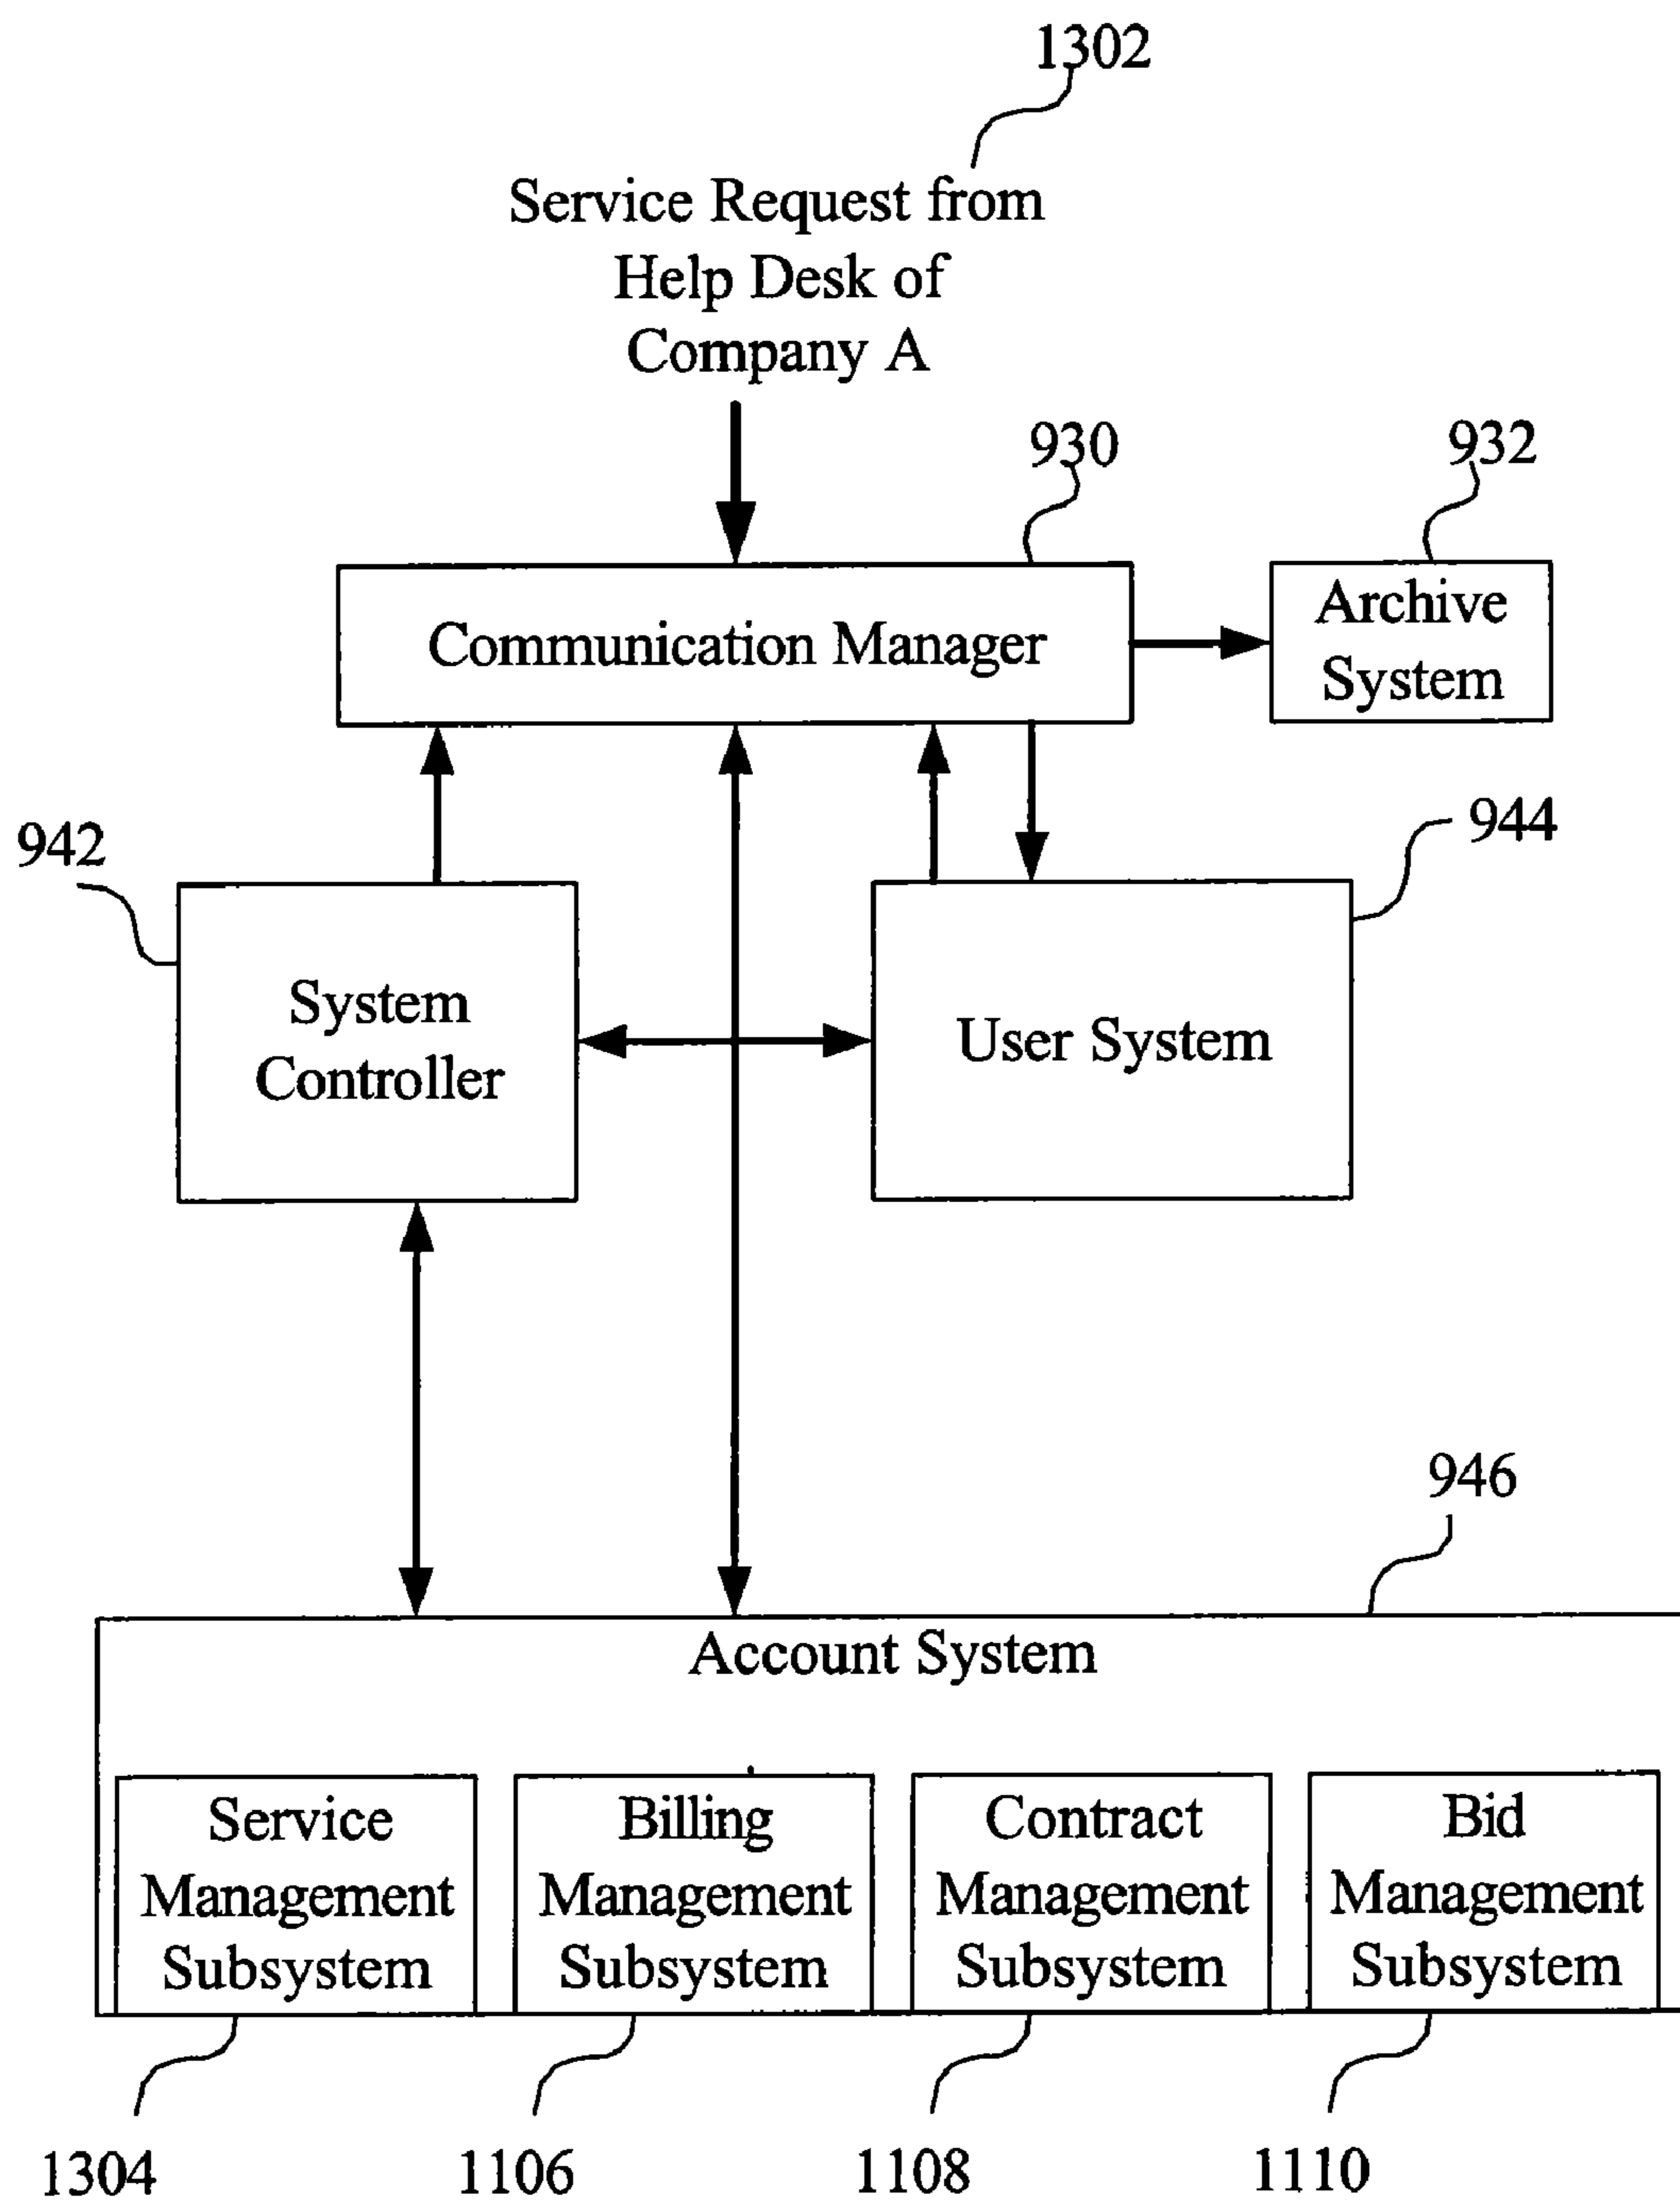 1302
Service Request from
Help Desk of
Company A
930
932
Communication Manager
Archive
System
942
944
System
Controller
User System
946
Account System
Service
Management
Subsystem
Billing
Management
Subsystem
Contract
Management
Subsystem
Bid
Management
Subsystem
1304
1106
1108
1110